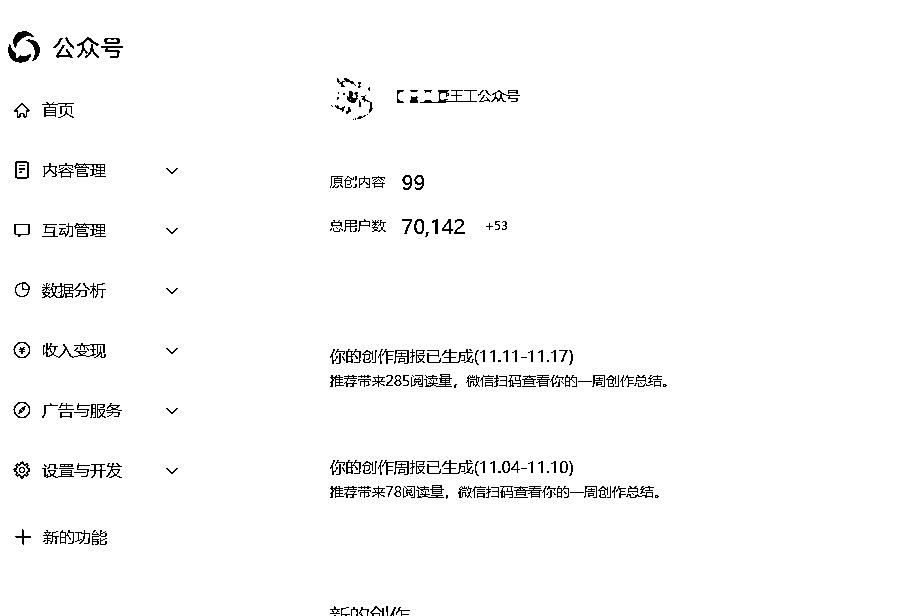 公众号
首页
内容管理
互动管理
数据分析
收入变现
广告与服务
设置与开发
新的功能
王工公众号
原创内容 99
总用户数 70,142 +53
你的创作周报已生成(11.11-11.17)
推荐带来285阅读量，微信扫码查看你的一周创作总结。
你的创作周报已生成(11.04-11.10)
推荐带来78阅读量，微信扫码查看你的一周创作总结。
新的创作